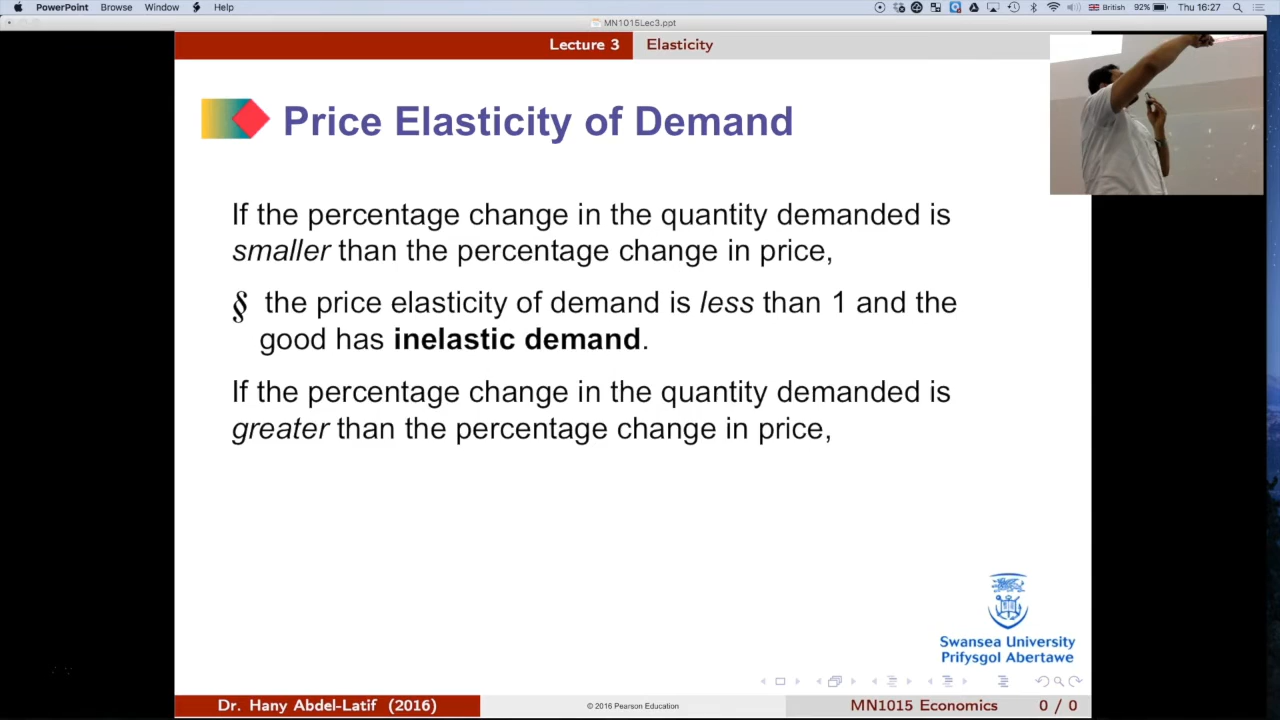 PowerPoint Browse Window Help British 92% Thu 16:27
MN1015Lec3.ppt
Lecture 3 Elasticity
Price Elasticity of Demand
If the percentage change in the quantity demanded is
smaller than the percentage change in price,
§ the price elasticity of demand is less than 1 and the
good has inelastic demand.
If the percentage change in the quantity demanded is
greater than the percentage change in price,
Swansea University
Prifysgol Abertawe
Dr. Hany Abdel-Latif (2016) © 2016 Pearson Education MN1015 Economics 0 / 0